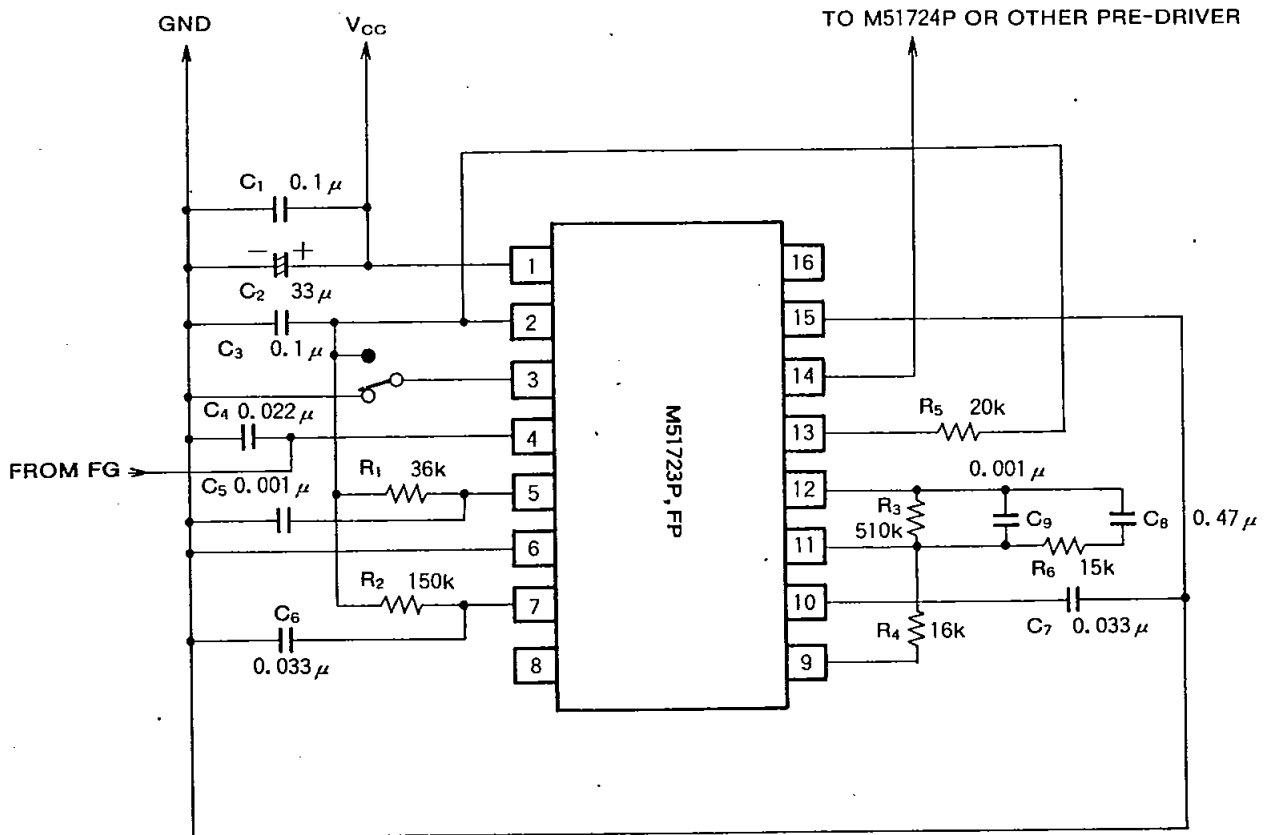 GND
V_CC
TO M51724P OR OTHER PRE-DRIVER
C1 0.1μ
− +
C2 33μ
C3 0.1μ
C4 0.022μ
FROM FG
C5 0.001μ
R1 36k
R2 150k
C6
0.033μ
1
2
3
4
5
6
7
8
M51723P, FP
16
15
14
13
12
11
10
9
R5 20k
0.001μ
R3
510k
C9
C8
0.47μ
R6 15k
R4 16k
C7 0.033μ